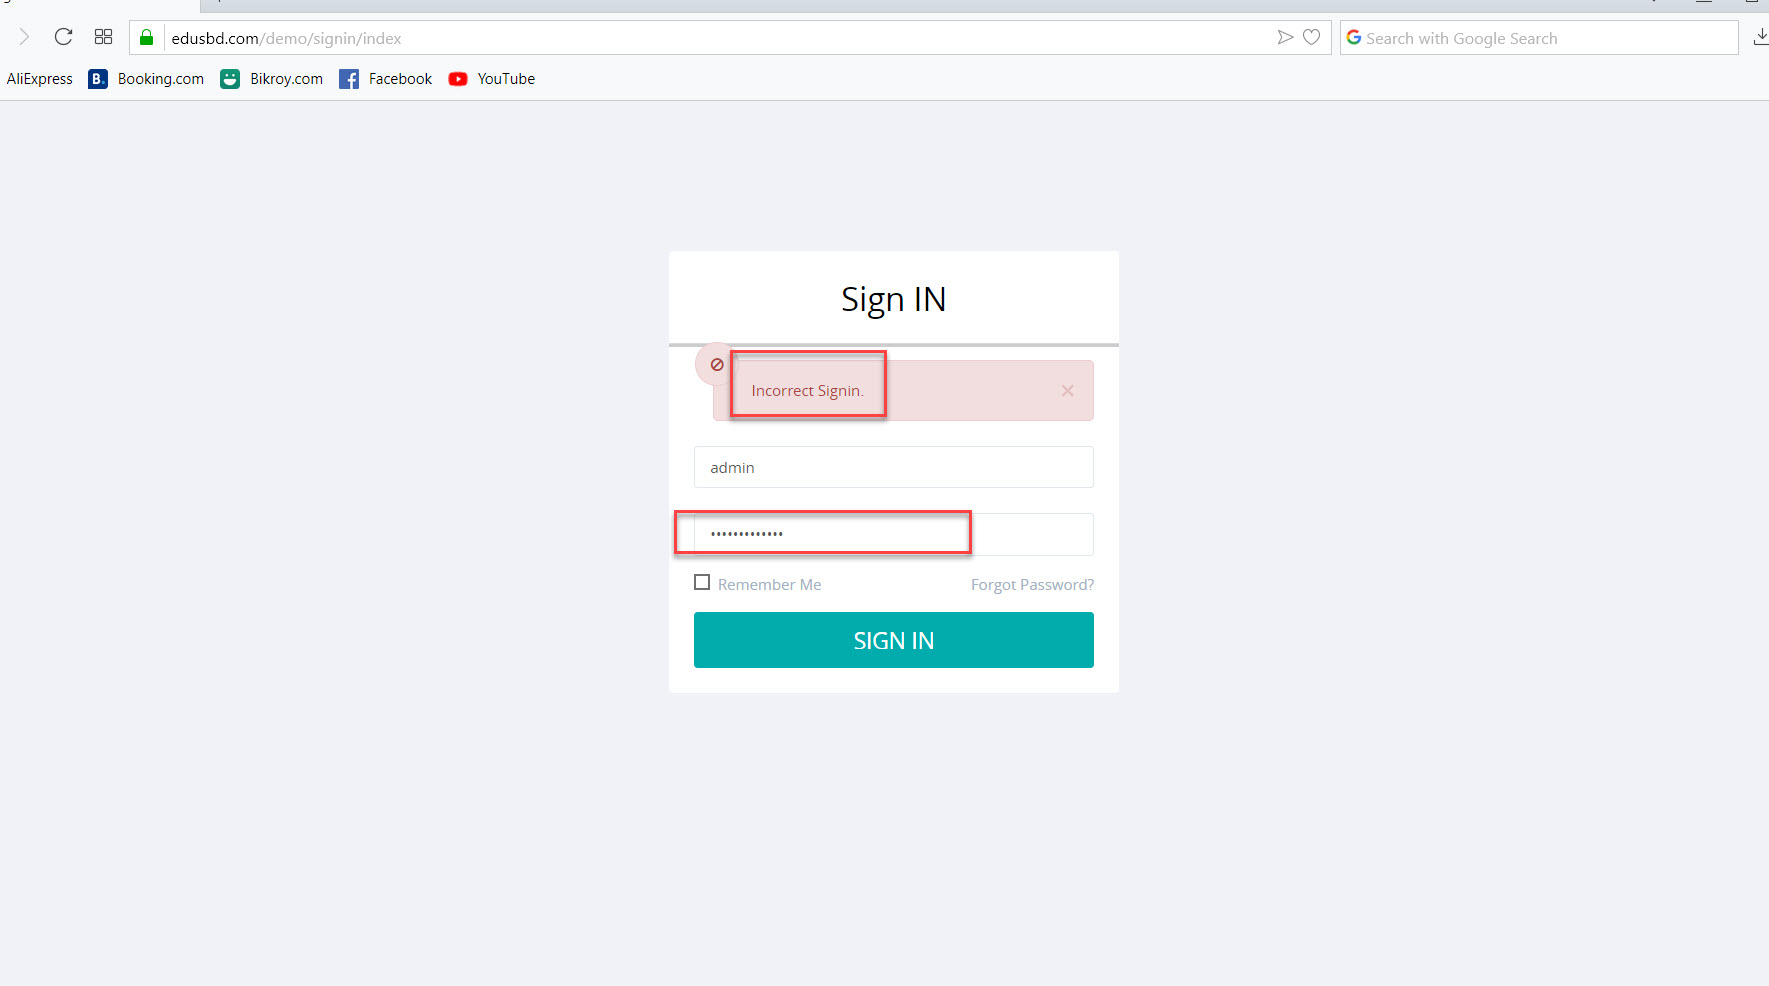 edusbd.com/demo/signin/index
Search with Google Search
AliExpress
B. Booking.com
Bikroy.com
Facebook
YouTube
Sign IN
Incorrect Signin.
admin
•••••••••••••
Remember Me
Forgot Password?
SIGN IN